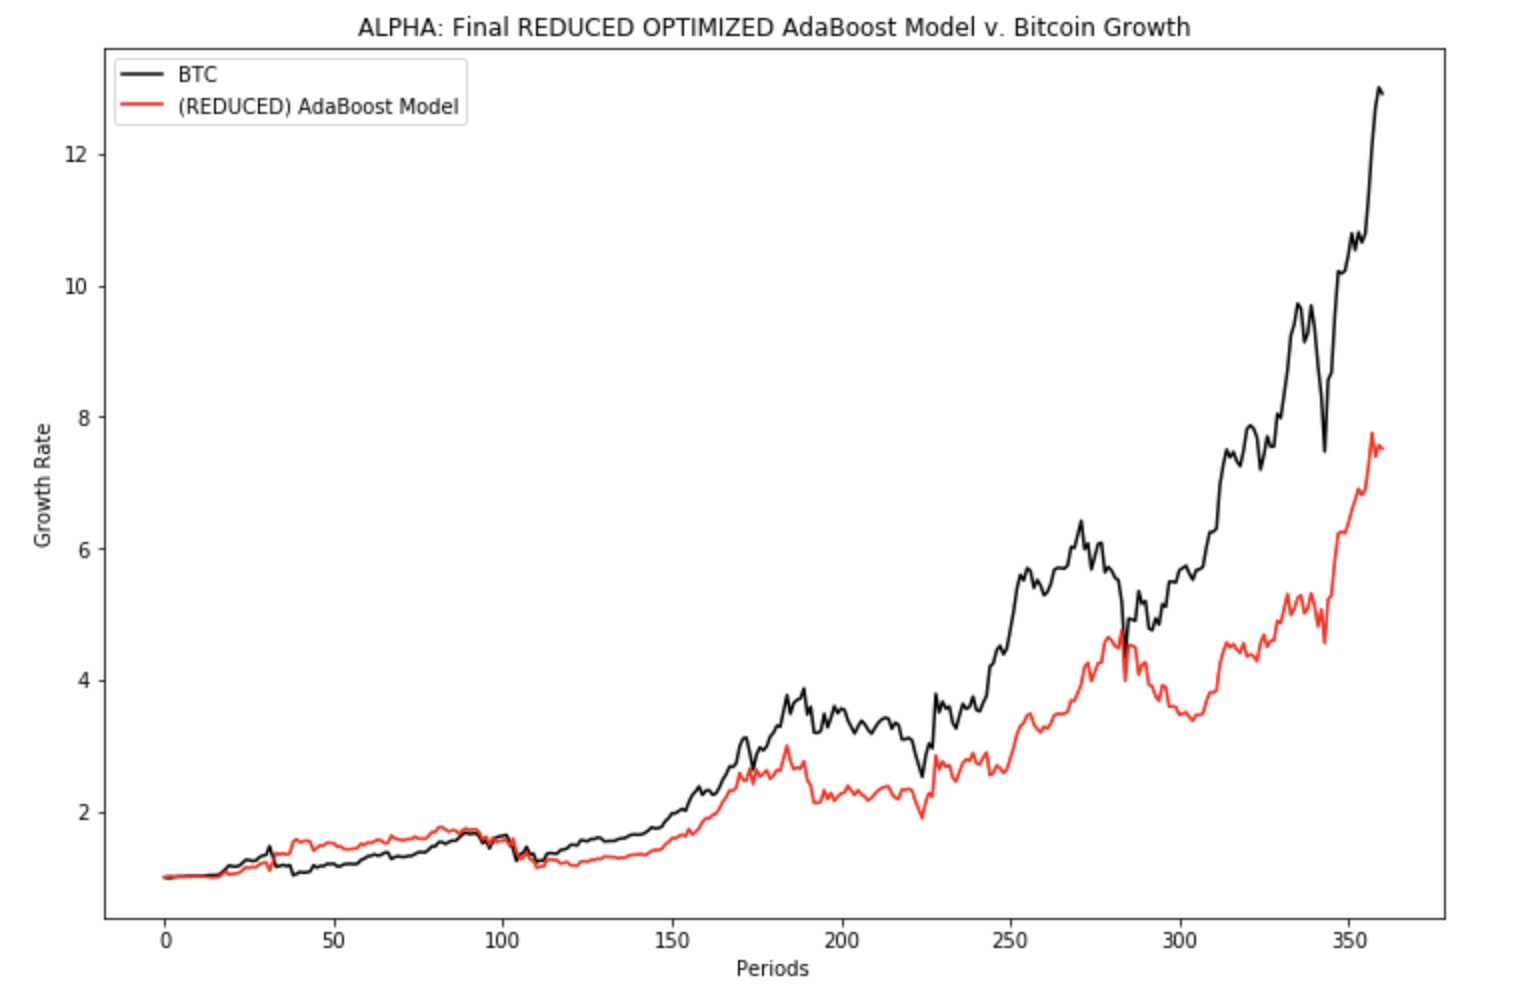 ALPHA: Final REDUCED OPTIMIZED AdaBoost Model v. Bitcoin Growth
BTC
(REDUCED) AdaBoost Model
12
10
8
6
4
2
Growth Rate
0 50 100 150 200 250 300 350
Periods